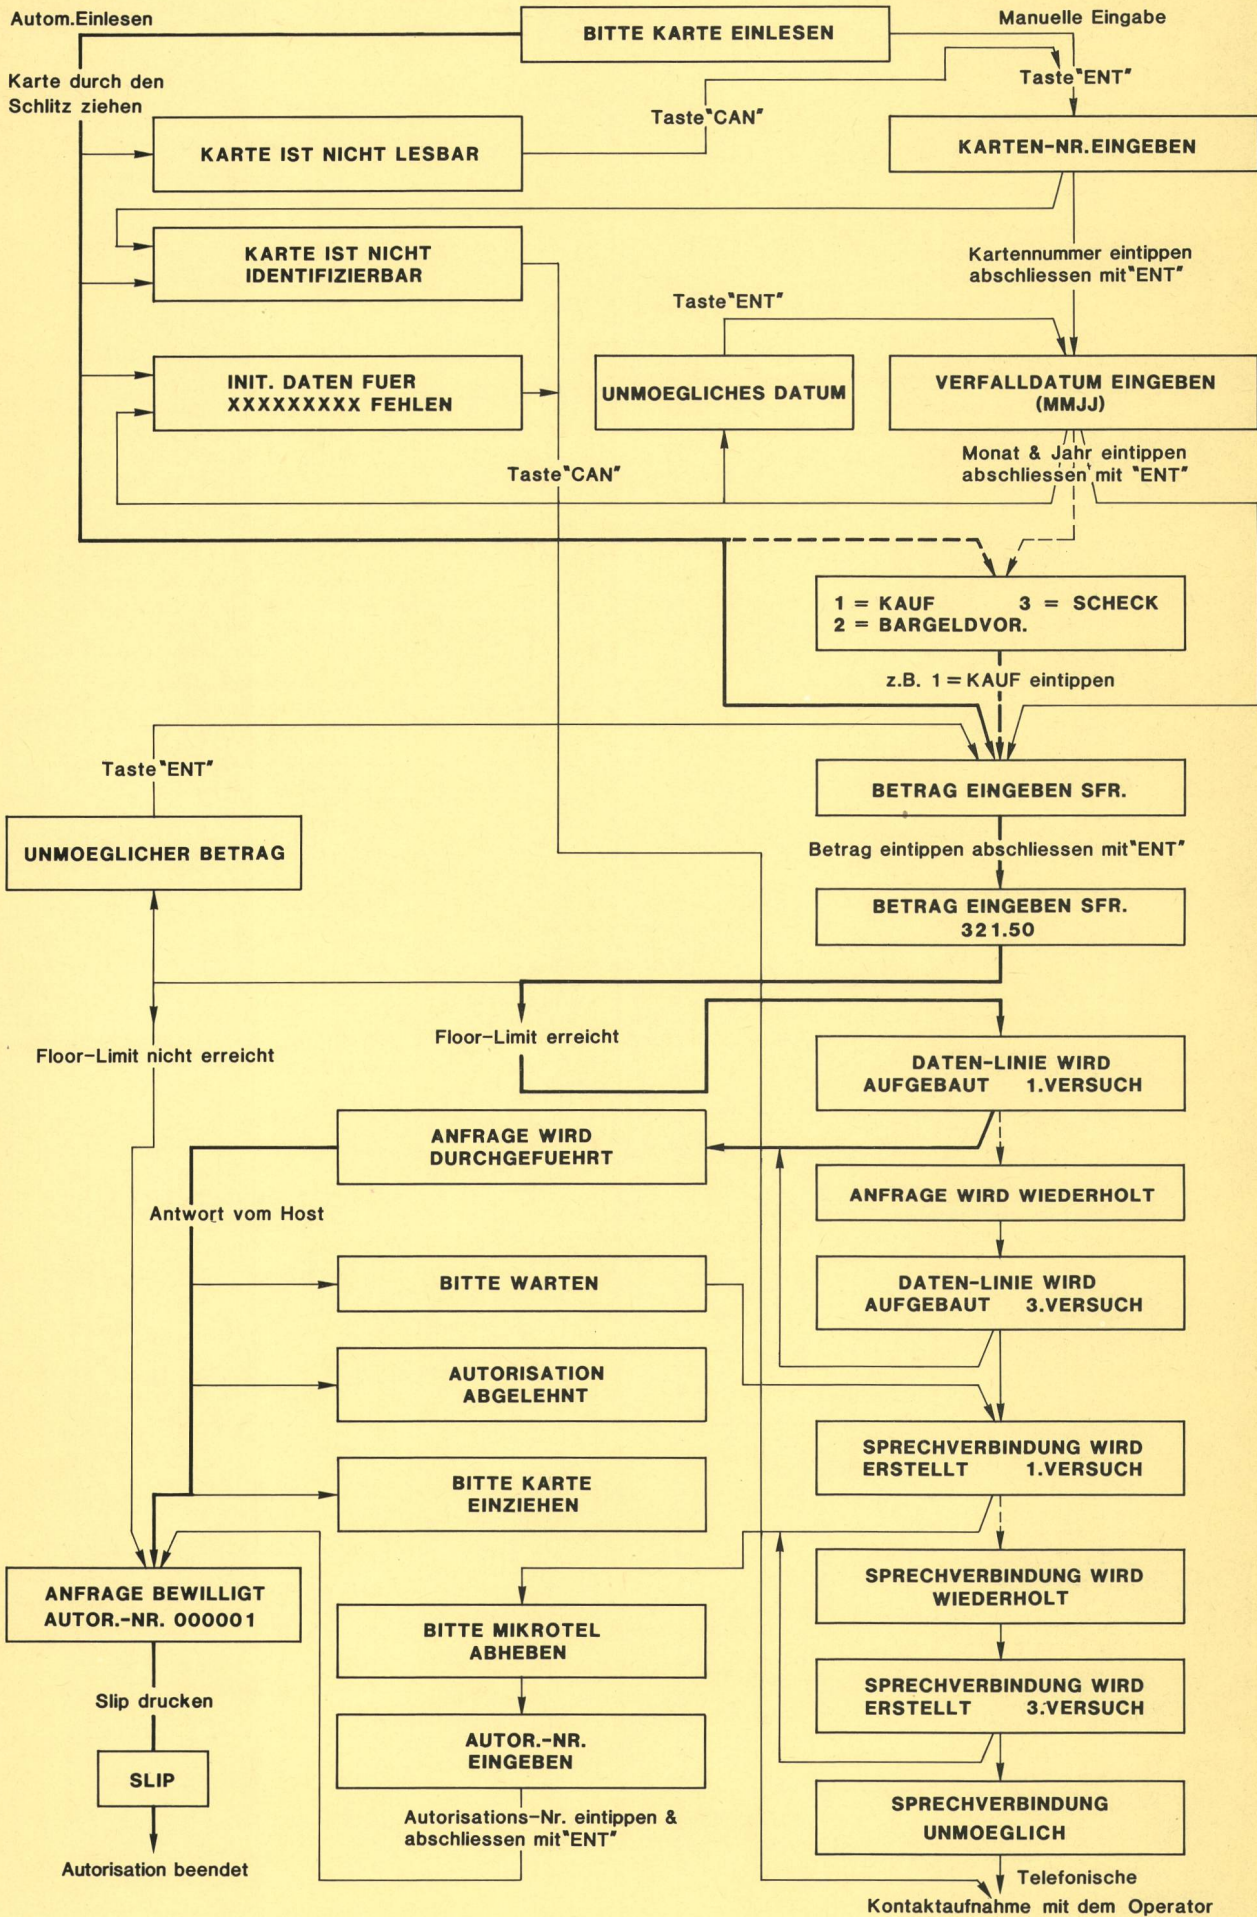 Autom.Einlesen
BITTE KARTE EINLESEN
Manuelle Eingabe
Karte durch den
Schlitz ziehen
Taste"ENT"
Taste"CAN"
KARTE IST NICHT LESBAR
KARTEN-NR.EINGEBEN
KARTE IST NICHT
IDENTIFIZIERBAR
Kartennummer eintippen
abschliessen mit"ENT"
Taste"ENT"
INIT. DATEN FUER
XXXXXXXXX FEHLEN
UNMOEGLICHES DATUM
VERFALLDATUM EINGEBEN
(MMJJ)
Monat & Jahr eintippen
abschliessen mit "ENT"
Taste"CAN"
1 = KAUF 3 = SCHECK
2 = BARGELDVOR.
z.B. 1=KAUF eintippen
Taste"ENT"
BETRAG EINGEBEN SFR.
UNMOEGLICHER BETRAG
Betrag eintippen abschliessen mit"ENT"
BETRAG EINGEBEN SFR.
321.50
Floor-Limit nicht erreicht
Floor-Limit erreicht
DATEN-LINIE WIRD
AUFGEBAUT 1.VERSUCH
ANFRAGE WIRD
DURCHGEFUEHRT
ANFRAGE WIRD WIEDERHOLT
Antwort vom Host
BITTE WARTEN
DATEN-LINIE WIRD
AUFGEBAUT 3.VERSUCH
AUTORISATION
ABGELEHNT
SPRECHVERBINDUNG WIRD
ERSTELLT 1.VERSUCH
BITTE KARTE
EINZIEHEN
ANFRAGE BEWILLIGT
AUTOR.-NR. 000001
SPRECHVERBINDUNG WIRD
WIEDERHOLT
BITTE MIKROTEL
ABHEBEN
Slip drucken
SPRECHVERBINDUNG WIRD
ERSTELLT 3.VERSUCH
AUTOR.-NR.
EINGEBEN
SLIP
SPRECHVERBINDUNG
UNMOEGLICH
Autorisations-Nr. eintippen &
abschliessen mit"ENT"
Autorisation beendet
Telefonische
Kontaktaufnahme mit dem Operator